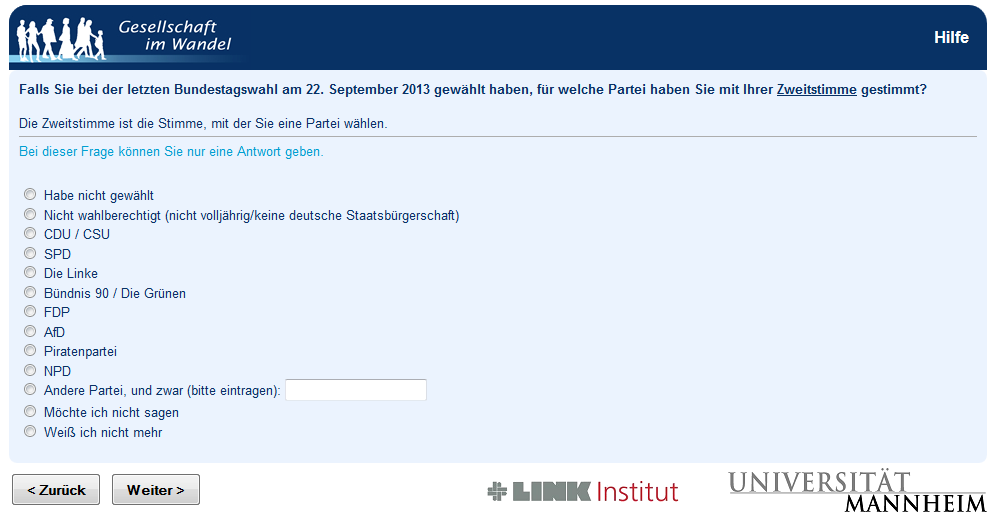 Gesellschaft
im Wandel
Hilfe
Falls Sie bei der letzten Bundestagswahl am 22. September 2013 gewählt haben, für welche Partei haben Sie mit Ihrer Zweitstimme gestimmt?
Die Zweitstimme ist die Stimme, mit der Sie eine Partei wählen.
Bei dieser Frage können Sie nur eine Antwort geben.
Habe nicht gewählt
Nicht wahlberechtigt (nicht volljährig/keine deutsche Staatsbürgerschaft)
CDU / CSU
SPD
Die Linke
Bündnis 90 / Die Grünen
FDP
AfD
Piratenpartei
NPD
Andere Partei, und zwar (bitte eintragen):
Möchte ich nicht sagen
Weiß ich nicht mehr
< Zurück
Weiter >
LINK Institut
UNIVERSITÄT
MANNHEIM